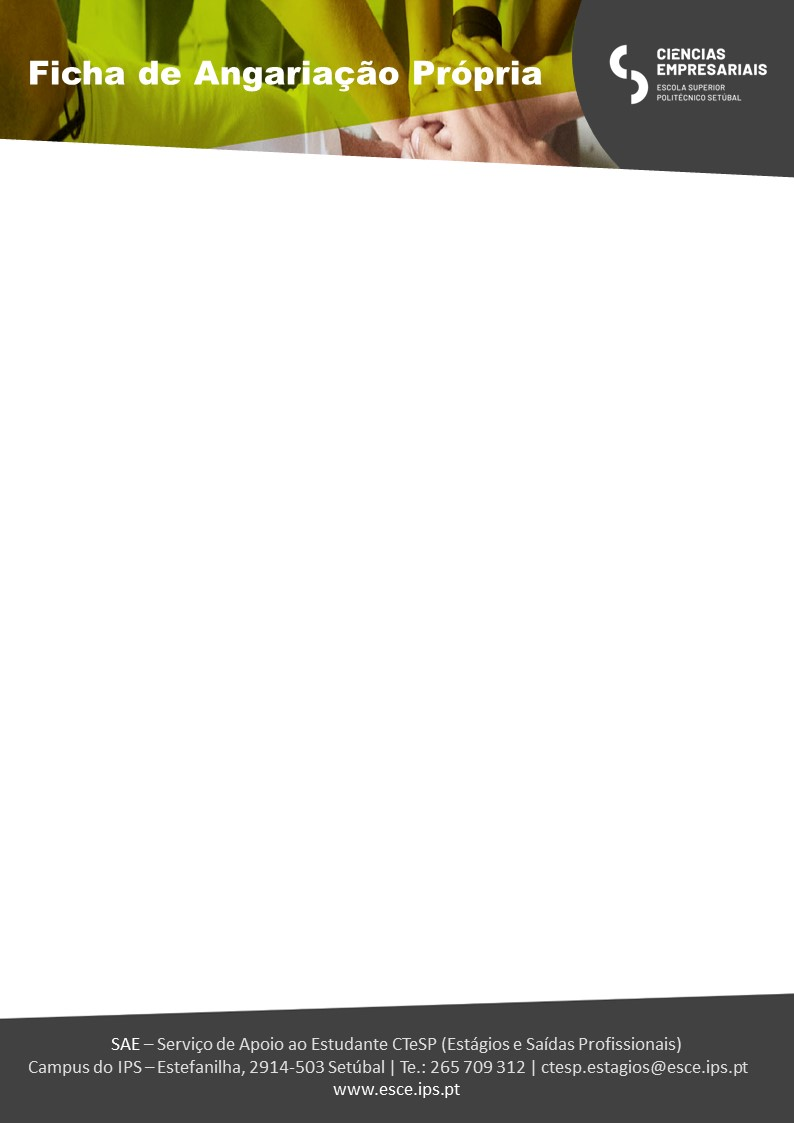 Ficha de Angariação Própria
CIÊNCIAS
EMPRESARIAIS
ESCOLA SUPERIOR
POLITÉCNICO SETÚBAL
SAE – Serviço de Apoio ao Estudante CTeSP (Estágios e Saídas Profissionais)
Campus do IPS – Estefanilha, 2914-503 Setúbal | Te.: 265 709 312 | ctesp.estagios@esce.ips.pt
www.esce.ips.pt